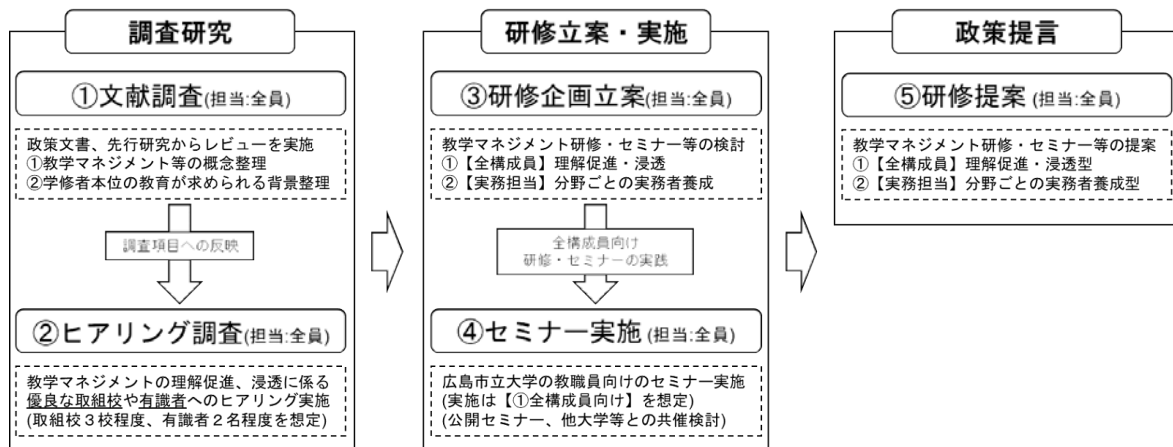 調査研究
①文献調査(担当:全員)
政策文書、先行研究からレビューを実施
①教学マネジメント等の概念整理
②学修者本位の教育が求められる背景整理
調査項目への反映
②ヒアリング調査(担当:全員)
教学マネジメントの理解促進、浸透に係る
優良な取組校や有識者へのヒアリング実施
(取組校３校程度、有識者２名程度を想定)
研修立案・実施
③研修企画立案(担当:全員)
教学マネジメント研修・セミナー等の検討
①【全構成員】理解促進・浸透
②【実務担当】分野ごとの実務者養成
全構成員向け
研修・セミナーの実践
④セミナー実施(担当:全員)
広島市立大学の教職員向けのセミナー実施
(実施は【①全構成員向け】を想定)
(公開セミナー、他大学等との共催検討)
政策提言
⑤研修提案(担当:全員)
教学マネジメント研修・セミナー等の提案
①【全構成員】理解促進・浸透型
②【実務担当】分野ごとの実務者養成型